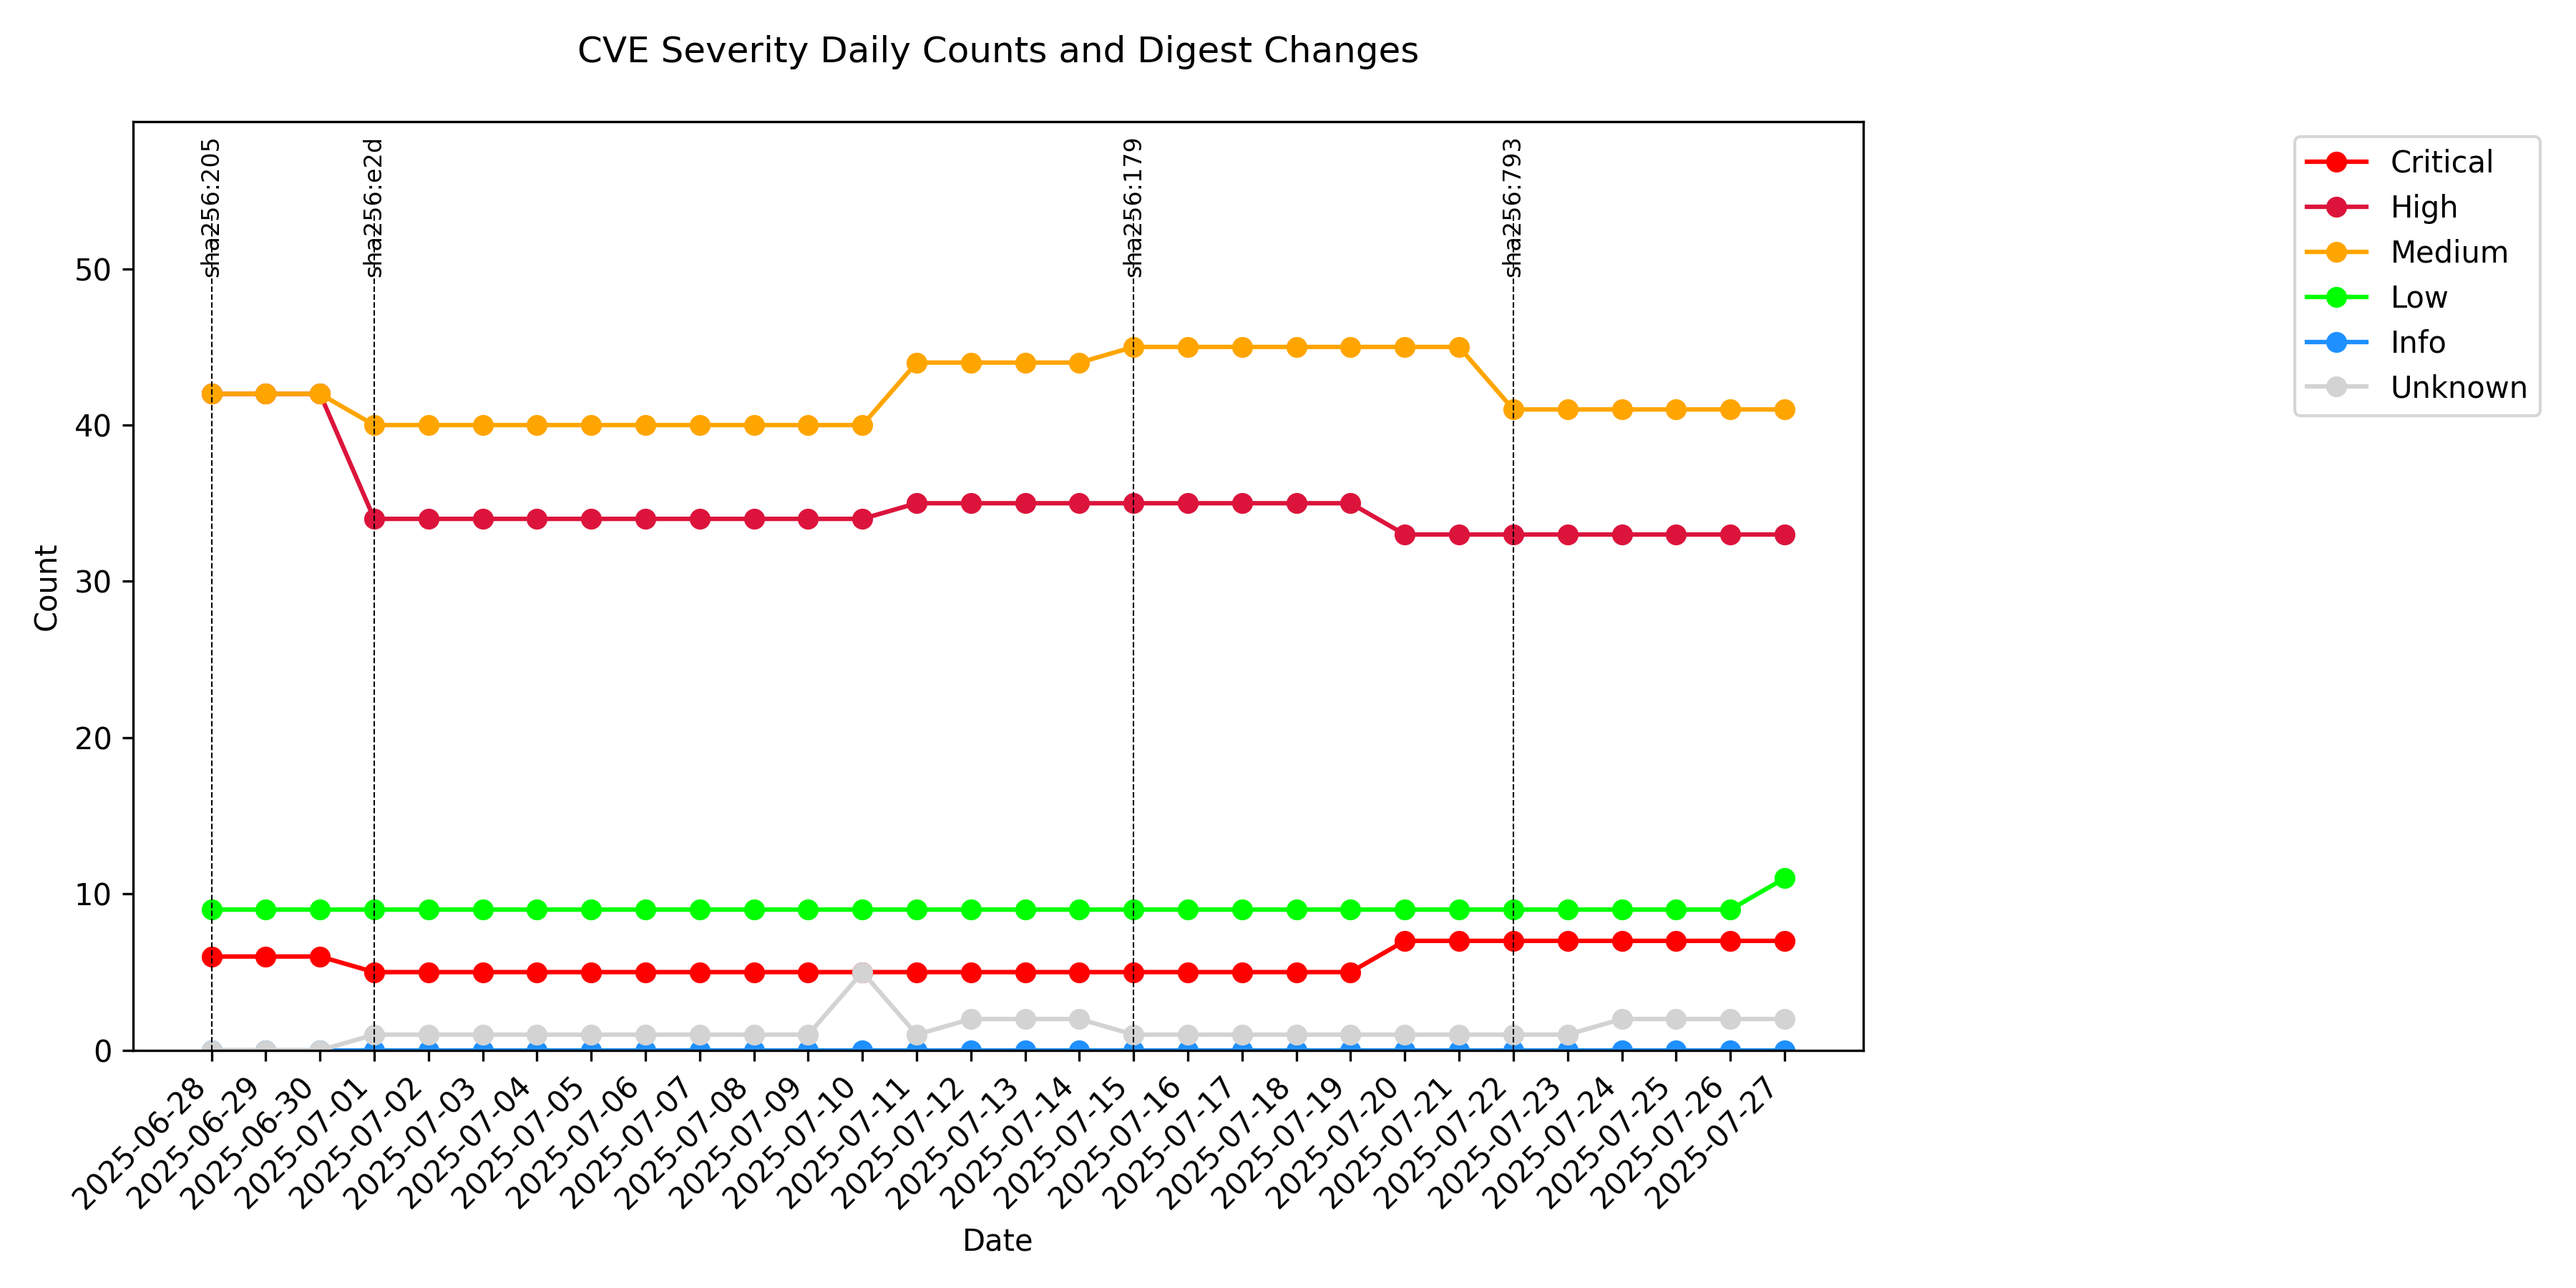 CVE Severity Daily Counts and Digest Changes
sha256:205
sha256:e2d
sha256:179
sha256:793
Critical
High
Medium
Low
Info
Unknown
Count
50
40
30
20
10
0
2025-06-28
2025-06-29
2025-06-30
2025-07-01
2025-07-02
2025-07-03
2025-07-04
2025-07-05
2025-07-06
2025-07-07
2025-07-08
2025-07-09
2025-07-10
2025-07-11
2025-07-12
2025-07-13
2025-07-14
2025-07-15
2025-07-16
2025-07-17
2025-07-18
2025-07-19
2025-07-20
2025-07-21
2025-07-22
2025-07-23
2025-07-24
2025-07-25
2025-07-26
2025-07-27
Date